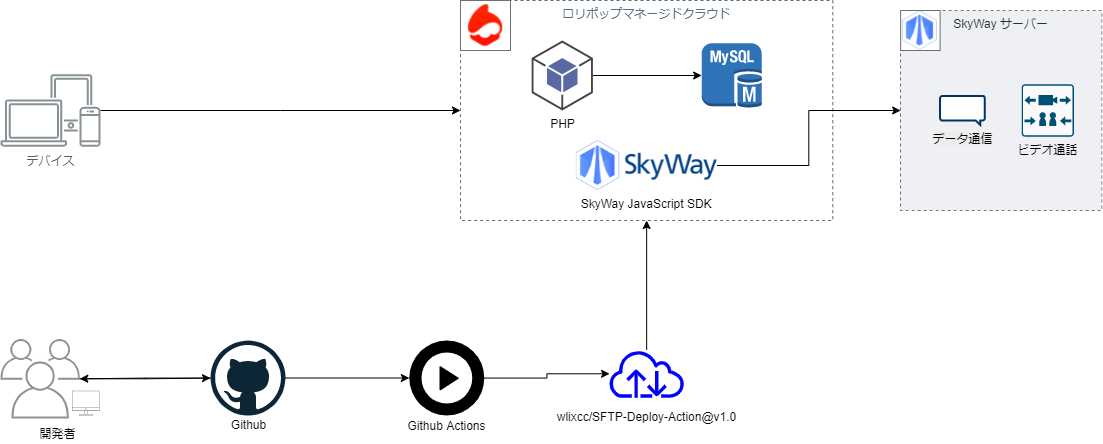 ロリポップマネージドクラウド
SkyWay サーバー
MySQL
M
PHP
データ通信
ビデオ通話
デバイス
SkyWay
SkyWay JavaScript SDK
開発者
Github
Github Actions
wlixcc/SFTP-Deploy-Action@v1.0